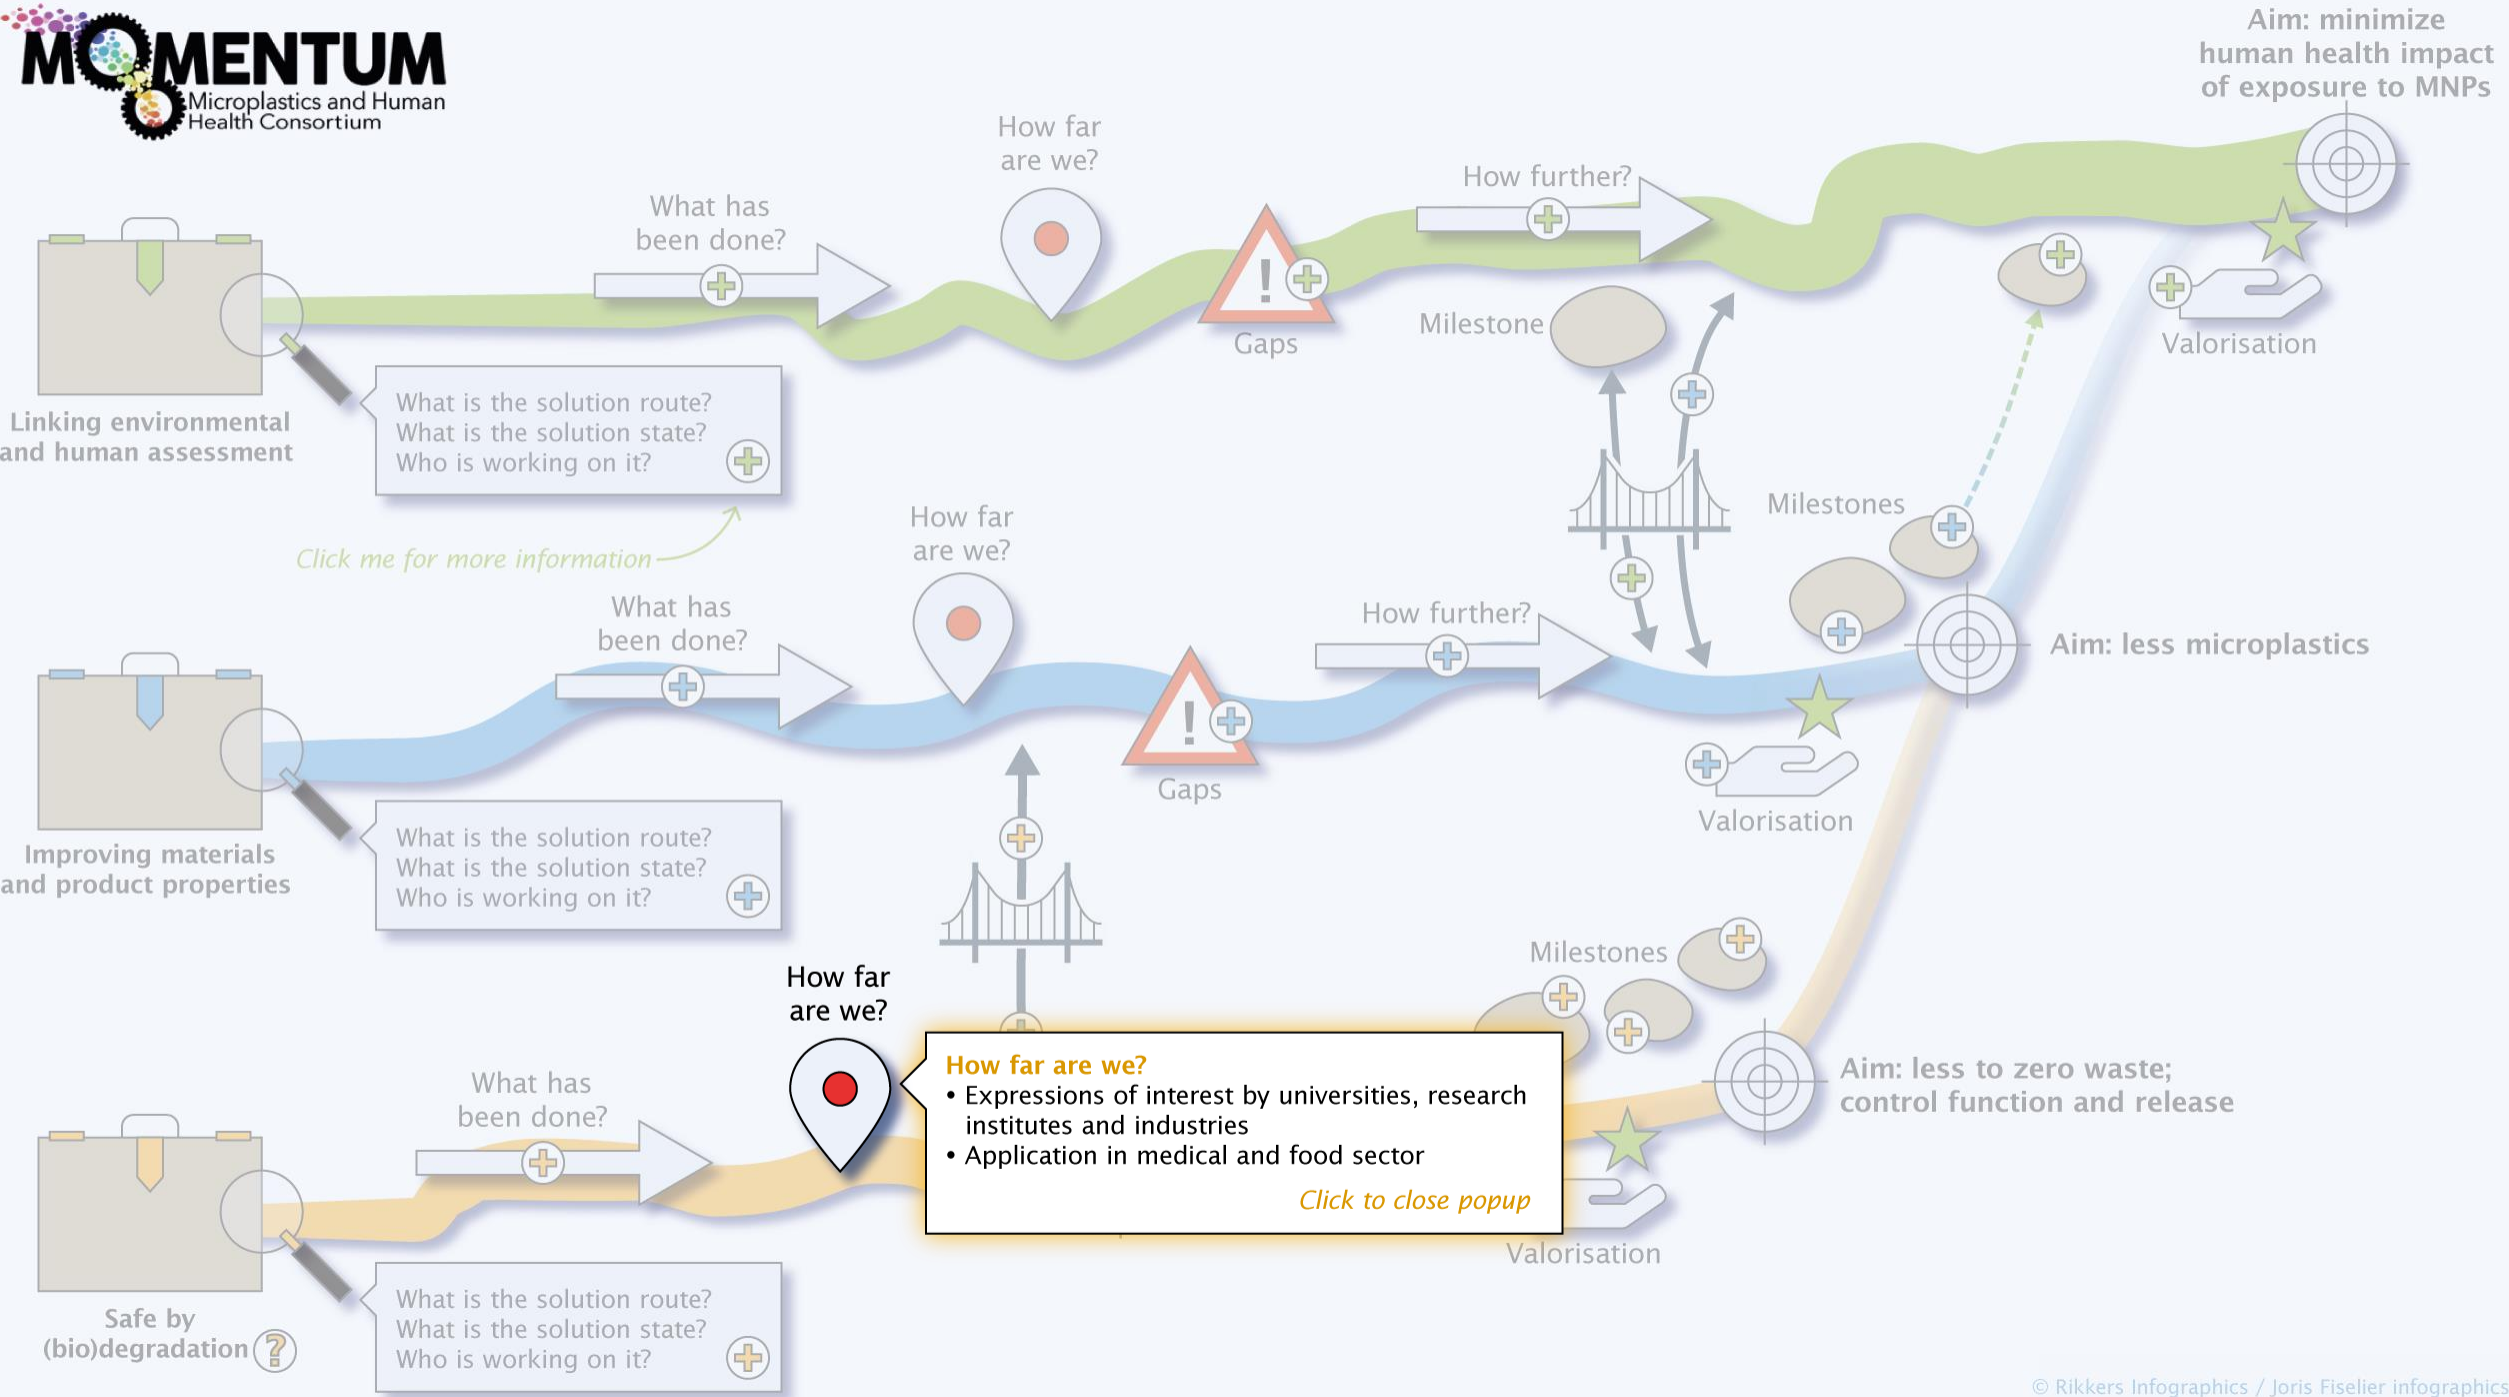 MOMENTUM
Microplastics and Human
Health Consortium
Aim: minimize
human health impact
of exposure to MNPs
How far
are we?
How further?
What has
been done?
!
Gaps
Milestone
Valorisation
Linking environmental
and human assessment
What is the solution route?
What is the solution state?
Who is working on it?
Click me for more information
How far
are we?
Milestones
What has
been done?
How further?
Aim: less microplastics
!
Gaps
Valorisation
Improving materials
and product properties
What is the solution route?
What is the solution state?
Who is working on it?
Milestones
How far
are we?
How far are we?
• Expressions of interest by universities, research
institutes and industries
• Application in medical and food sector
Click to close popup
What has
been done?
Aim: less to zero waste;
control function and release
Valorisation
Safe by
(bio)degradation ?
What is the solution route?
What is the solution state?
Who is working on it?
© Rikkers Infographics / Joris Fiselier infographics